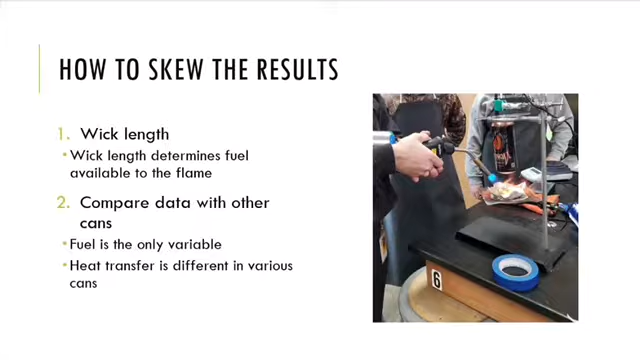 HOW TO SKEW THE RESULTS
1. Wick length
• Wick length determines fuel
available to the flame
2. Compare data with other
cans
• Fuel is the only variable
• Heat transfer is different in various
cans
6